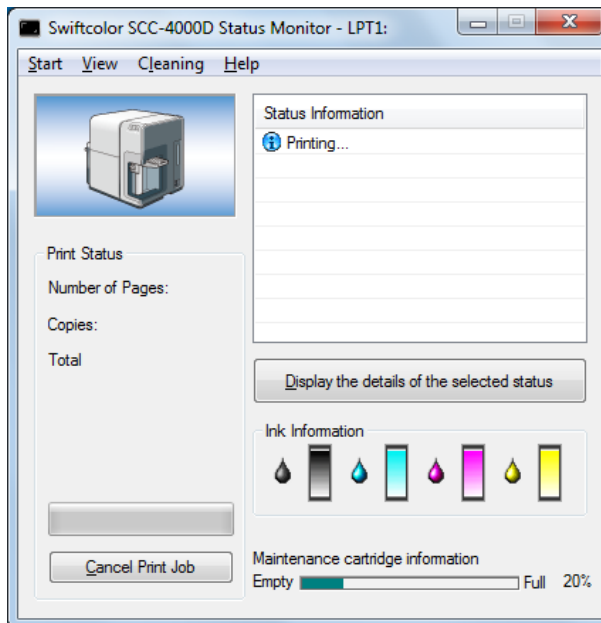 Swiftcolor SCC-4000D Status Monitor - LPT1:
Start View Cleaning Help
Status Information
Printing...
Print Status
Number of Pages:
Copies:
Total
Display the details of the selected status
Ink Information
Cancel Print Job
Maintenance cartridge information
Empty Full 20%